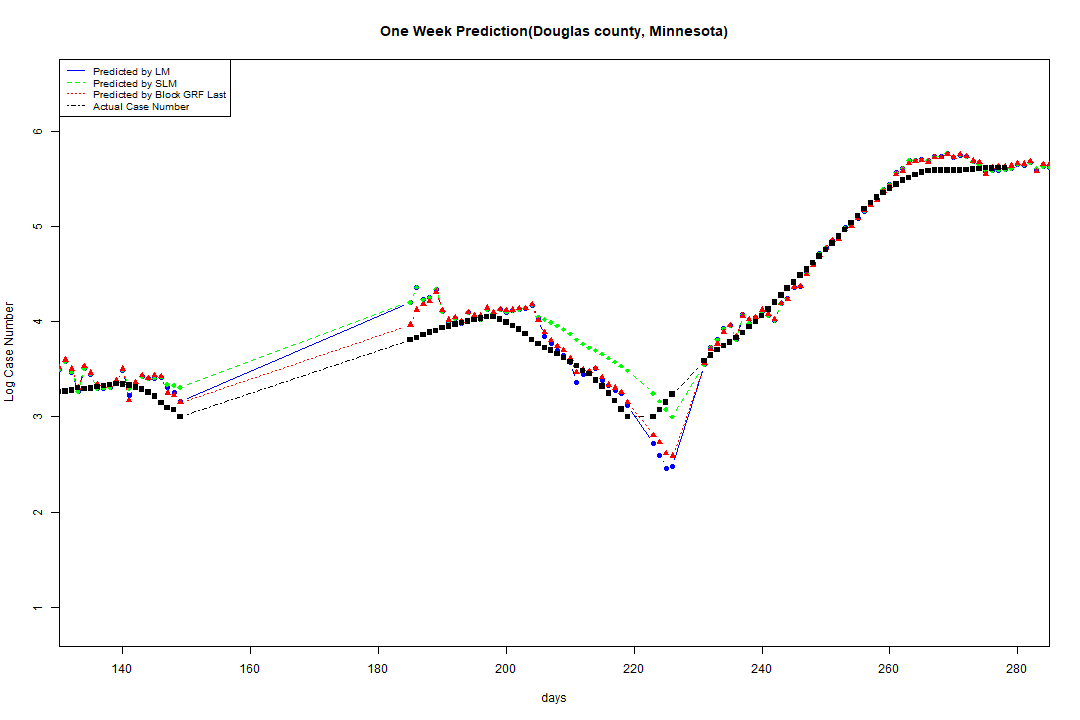 One Week Prediction(Douglas county, Minnesota)
Predicted by LM
Predicted by SLM
Predicted by Block GRF Last
Actual Case Number
Log Case Number
6
5
4
3
2
1
140 160 180 200 220 240 260 280
days